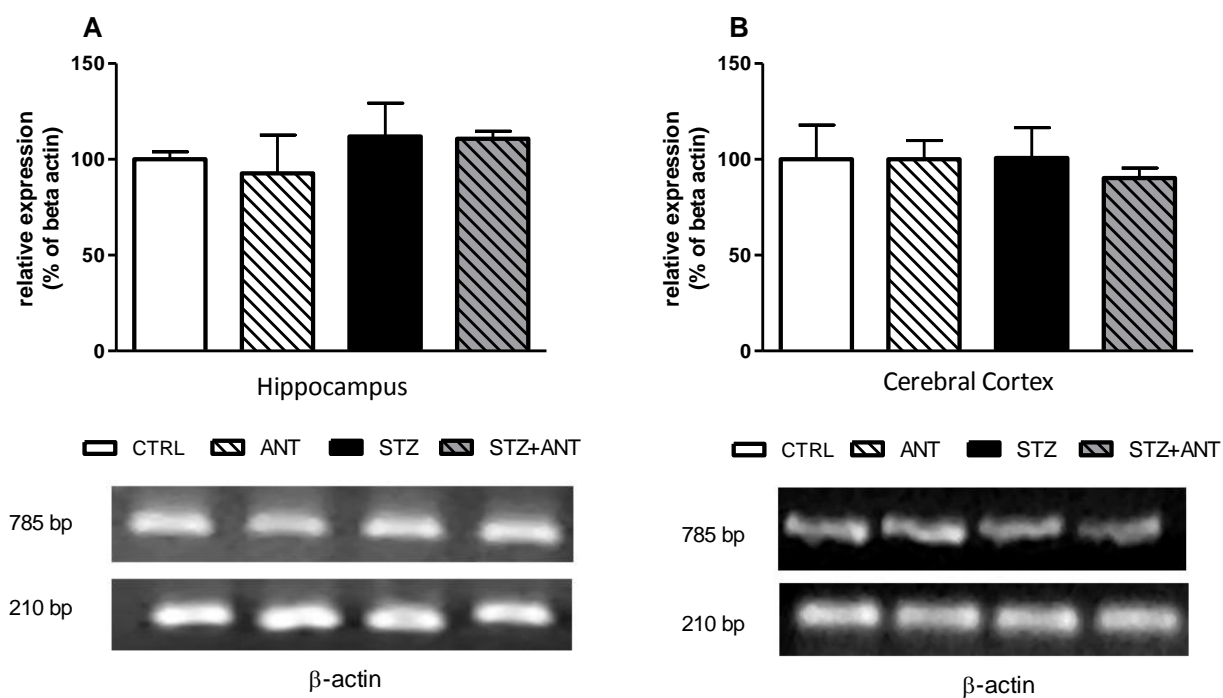 A
relative expression
(% of beta actin)
150
100
50
0
Hippocampus
CTRL ANT STZ STZ+ANT
785 bp
210 bp
β-actin
B
relative expression
(% of beta actin)
150
100
50
0
Cerebral Cortex
CTRL ANT STZ STZ+ANT
785 bp
210 bp
β-actin